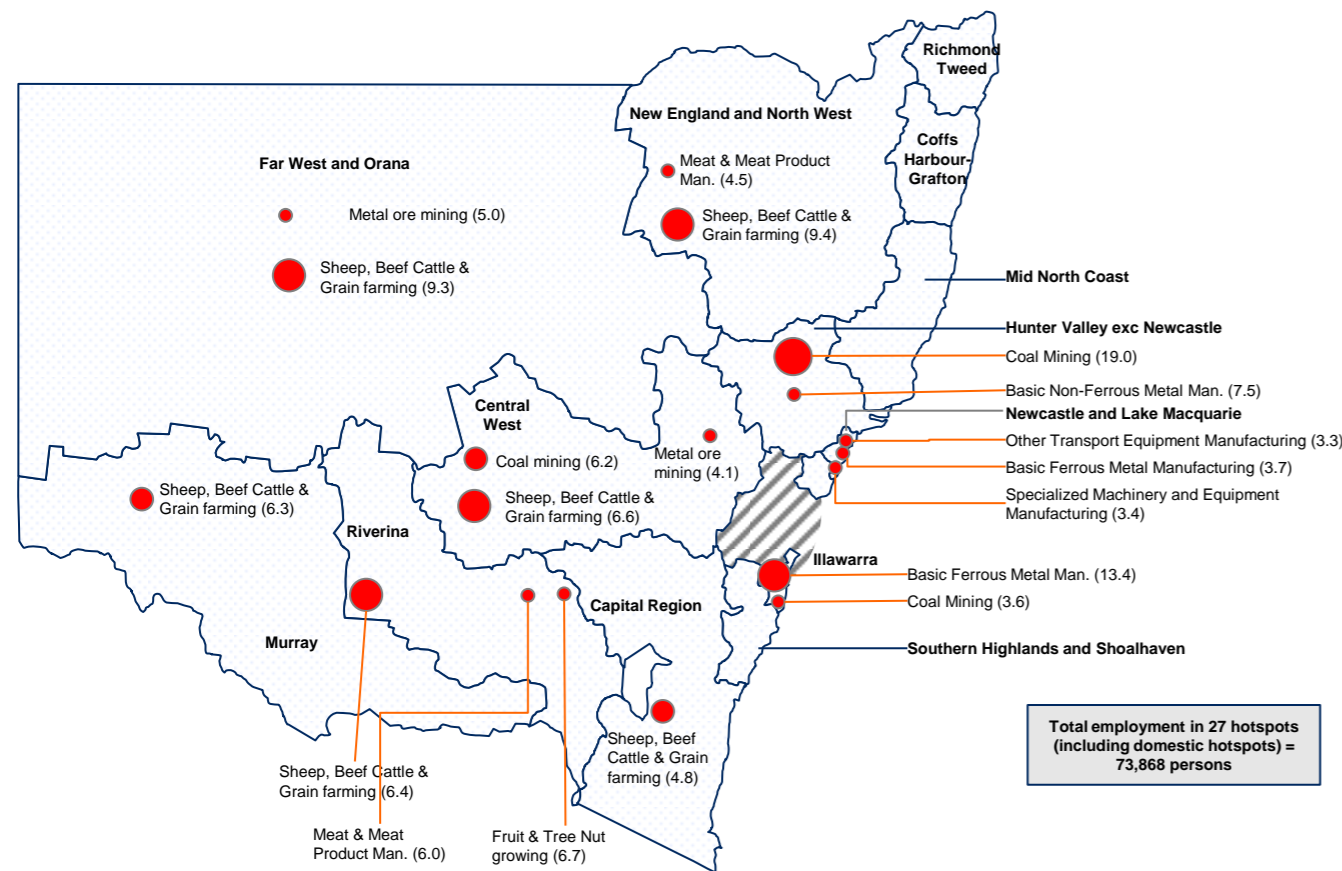 Richmond
Tweed
New England and North West
Coffs
Harbour-
Grafton
Far West and Orana
Meat & Meat Product
Man. (4.5)
Metal ore mining (5.0)
Sheep, Beef Cattle &
Grain farming (9.4)
Sheep, Beef Cattle &
Grain farming (9.3)
Mid North Coast
Hunter Valley exc Newcastle
Coal Mining (19.0)
Basic Non-Ferrous Metal Man. (7.5)
Newcastle and Lake Macquarie
Other Transport Equipment Manufacturing (3.3)
Basic Ferrous Metal Manufacturing (3.7)
Specialized Machinery and Equipment
Manufacturing (3.4)
Central
West
Coal mining (6.2)
Metal ore
mining (4.1)
Sheep, Beef Cattle &
Grain farming (6.3)
Sheep, Beef Cattle &
Grain farming (6.6)
Riverina
Illawarra
Basic Ferrous Metal Man. (13.4)
Coal Mining (3.6)
Capital Region
Murray
Southern Highlands and Shoalhaven
Sheep, Beef
Cattle & Grain
farming (4.8)
Total employment in 27 hotspots
(including domestic hotspots) =
73,868 persons
Sheep, Beef Cattle &
Grain farming (6.4)
Meat & Meat
Product Man. (6.0)
Fruit & Tree Nut
growing (6.7)